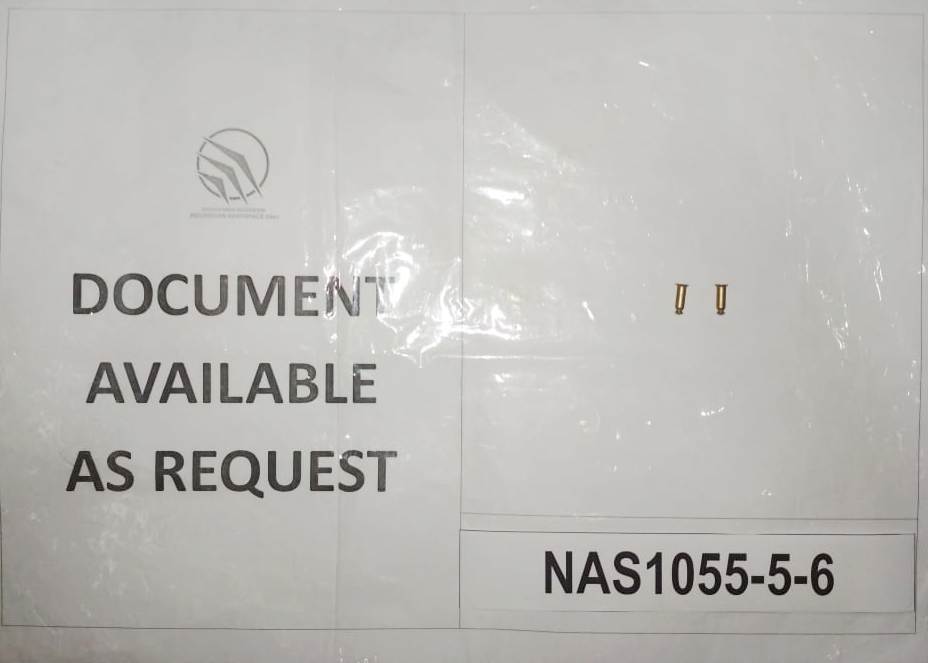 DOCUMENT
AVAILABLE
AS REQUEST
NAS1055-5-6